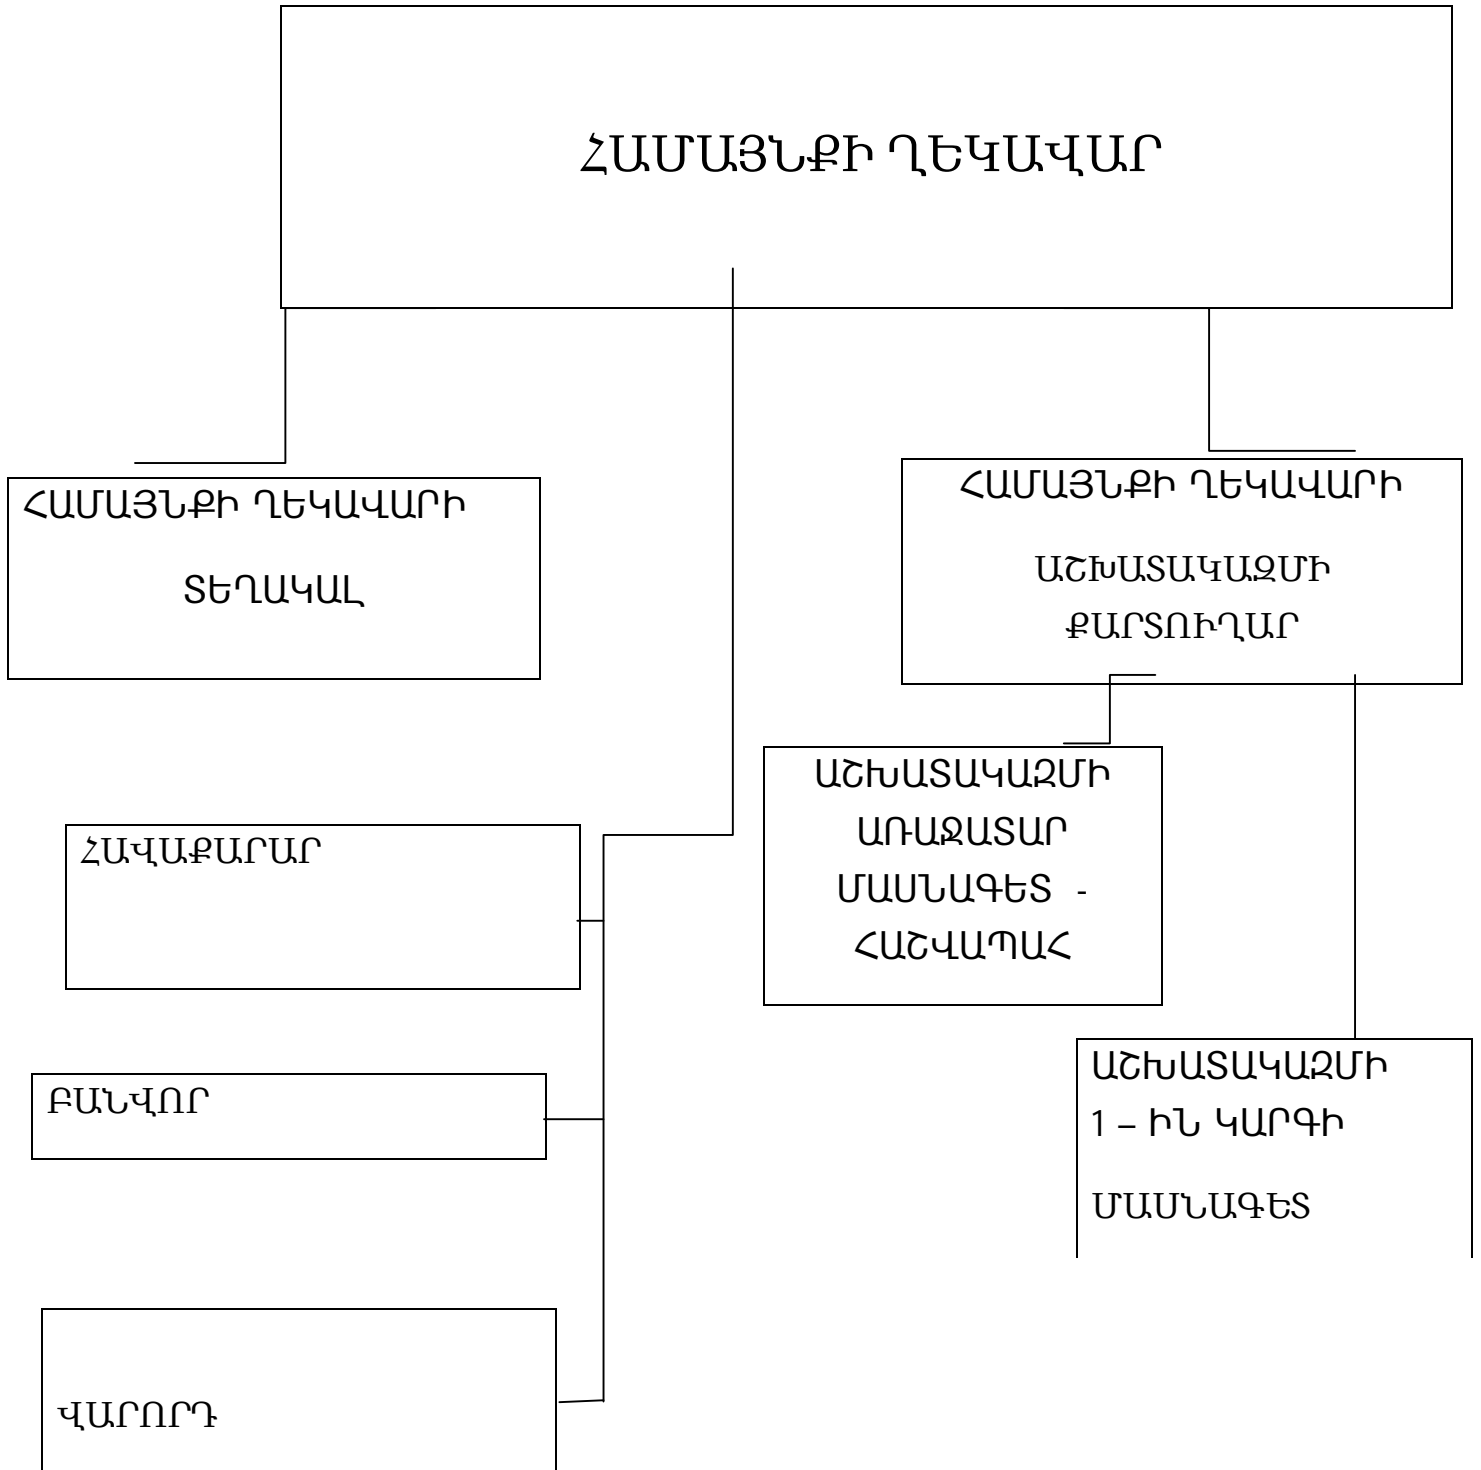 ՀԱՄԱՅՆՔԻ ՂԵԿԱՎԱՐ
ՀԱՄԱՅՆՔԻ ՂԵԿԱՎԱՐԻ
ՏԵՂԱԿԱԼ
ՀԱՄԱՅՆՔԻ ՂԵԿԱՎԱՐԻ
ԱՇԽԱՏԱԿԱԶՄԻ
ՔԱՐՏՈՒՂԱՐ
ԱՇԽԱՏԱԿԱԶՄԻ
ԱՌԱՋԱՏԱՐ
ՄԱՍՆԱԳԵՏ -
ՀԱՇՎԱՊԱՀ
ՀԱՎԱՔԱՐԱՐ
ԱՇԽԱՏԱԿԱԶՄԻ
1 – ԻՆ ԿԱՐԳԻ
ՄԱՍՆԱԳԵՏ
ԲԱՆՎՈՐ
ՎԱՐՈՐԴ